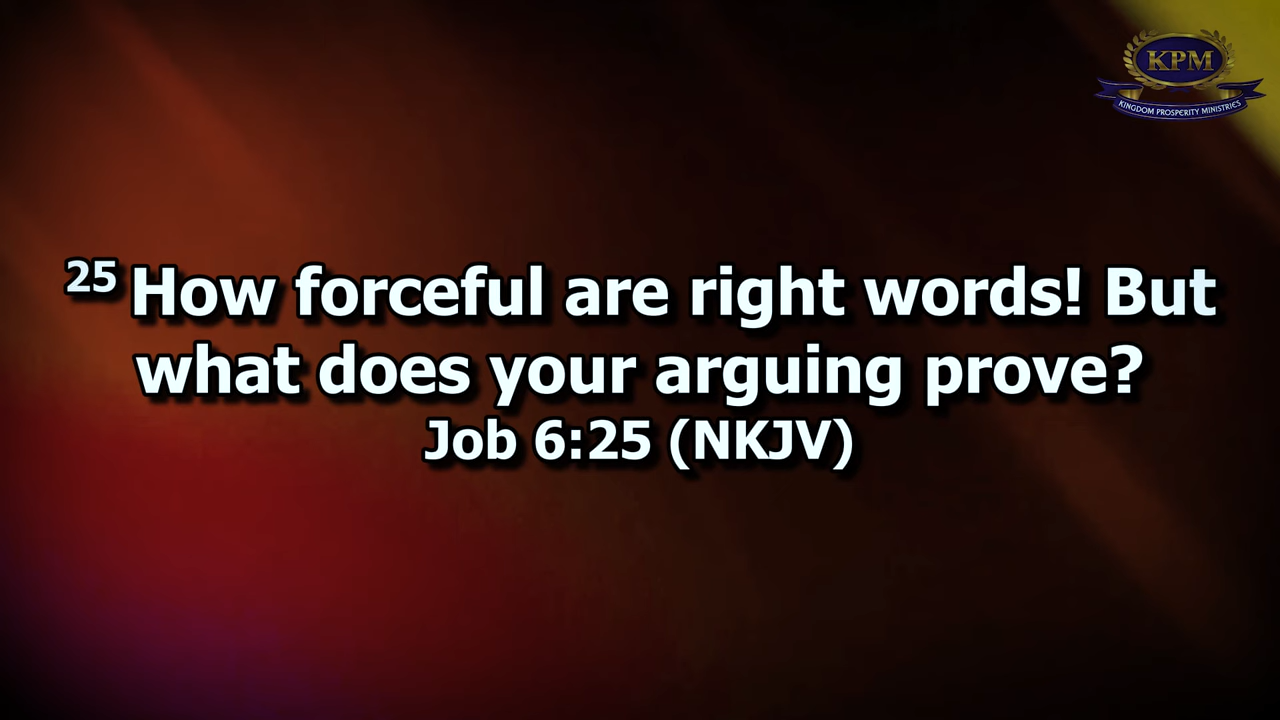 KPM
KINGDOM PROSPERITY MINISTRIES
25 How forceful are right words! But
what does your arguing prove?
Job 6:25 (NKJV)